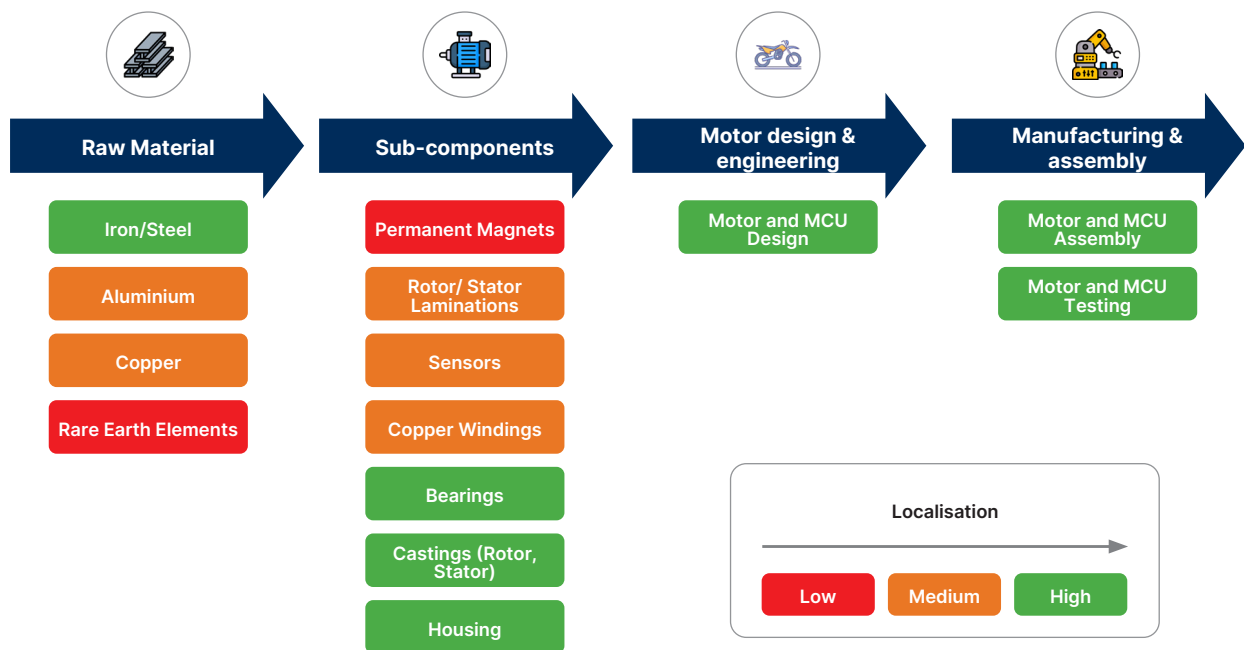 Raw Material
Sub-components
Motor design &
engineering
Manufacturing &
assembly
Iron/Steel
Aluminium
Copper
Rare Earth Elements
Permanent Magnets
Rotor/ Stator
Laminations
Sensors
Copper Windings
Bearings
Castings (Rotor,
Stator)
Housing
Motor and MCU
Design
Motor and MCU
Assembly
Motor and MCU
Testing
Localisation
Low
Medium
High